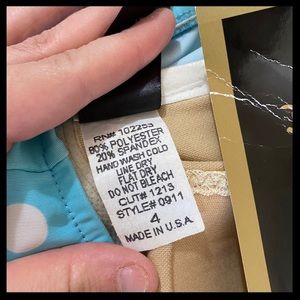 RN# 102253
80% POLYESTER
20% SPANDEX
HAND WASH COLD
LINE DRY
FLAT DRY
DO NOT BLEACH
CUT# 1213
STYLE# 0911
4
MADE IN U.S.A.